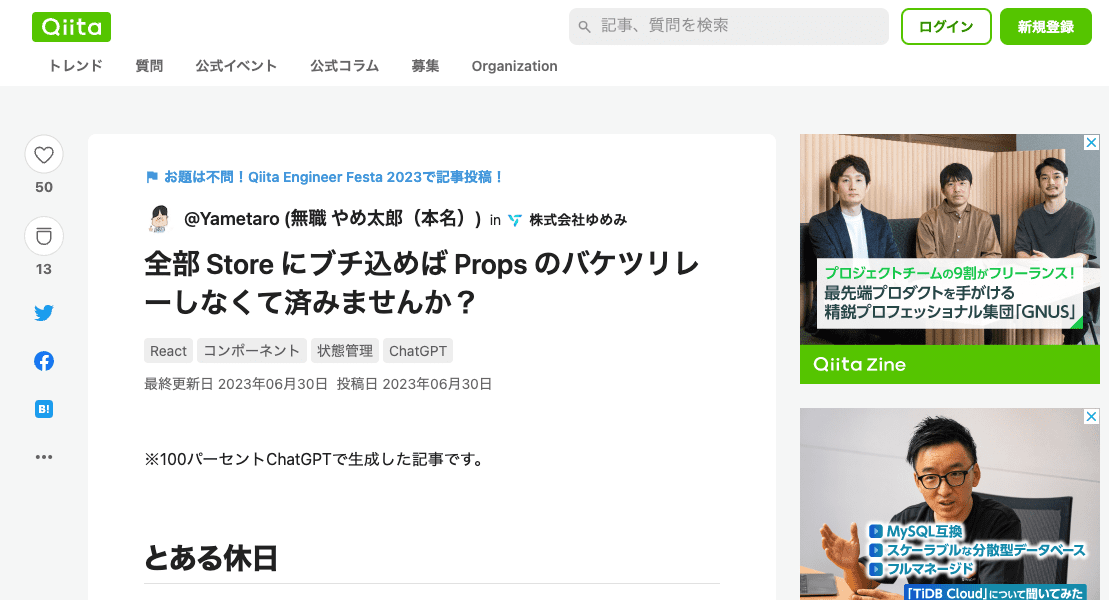 Qiita
記事、質問を検索
ログイン
新規登録
トレンド
質問
公式イベント
公式コラム
募集
Organization
50
13
B!
お題は不問！Qiita Engineer Festa 2023で記事投稿！
@Yametaro (無職 やめ太郎（本名）) in 株式会社ゆめみ
全部 Store にブチ込めば Props のバケツリレ
ーしなくて済みませんか？
React コンポーネント 状態管理 ChatGPT
最終更新日 2023年06月30日 投稿日 2023年06月30日
※100パーセントChatGPTで生成した記事です。
とある休日
プロジェクトチームの9割がフリーランス！
最先端プロダクトを手がける
精鋭プロフェッショナル集団「GNUS」
Qiita Zine
MySQL互換
スケーラブルな分散型データベース
フルマネージド
「TiDB Cloud」について聞いてみた